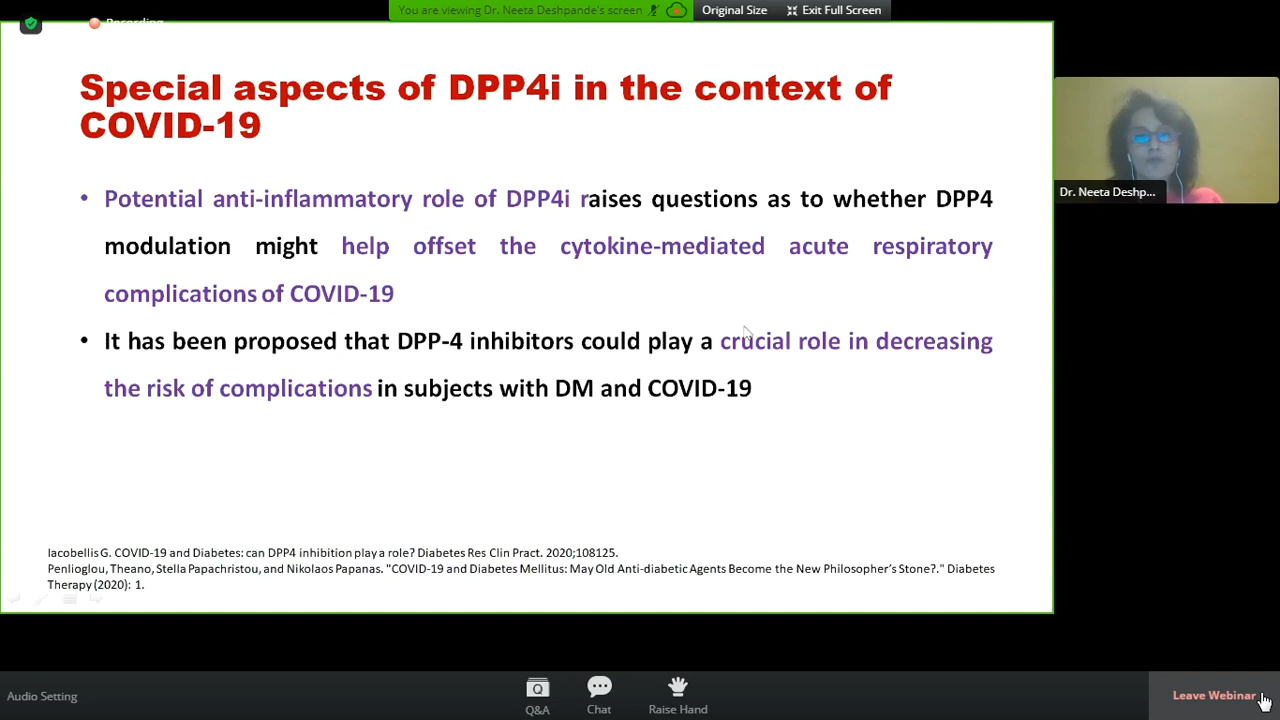 You are viewing Dr. Neeta Deshpande's screen
Original Size
Exit Full Screen
Recording
Special aspects of DPP4i in the context of
COVID-19
• Potential anti-inflammatory role of DPP4i raises questions as to whether DPP4
modulation might help offset the cytokine-mediated acute respiratory
complications of COVID-19
• It has been proposed that DPP-4 inhibitors could play a crucial role in decreasing
the risk of complications in subjects with DM and COVID-19
Iacobellis G. COVID-19 and Diabetes: can DPP4 inhibition play a role? Diabetes Res Clin Pract. 2020;108125.
Penlioglou, Theano, Stella Papachristou, and Nikolaos Papanas. "COVID-19 and Diabetes Mellitus: May Old Anti-diabetic Agents Become the New Philosopher's Stone?." Diabetes
Therapy (2020): 1.
Dr. Neeta Deshp...
Audio Setting
Q
Q&A
Chat
Raise Hand
Leave Webinar